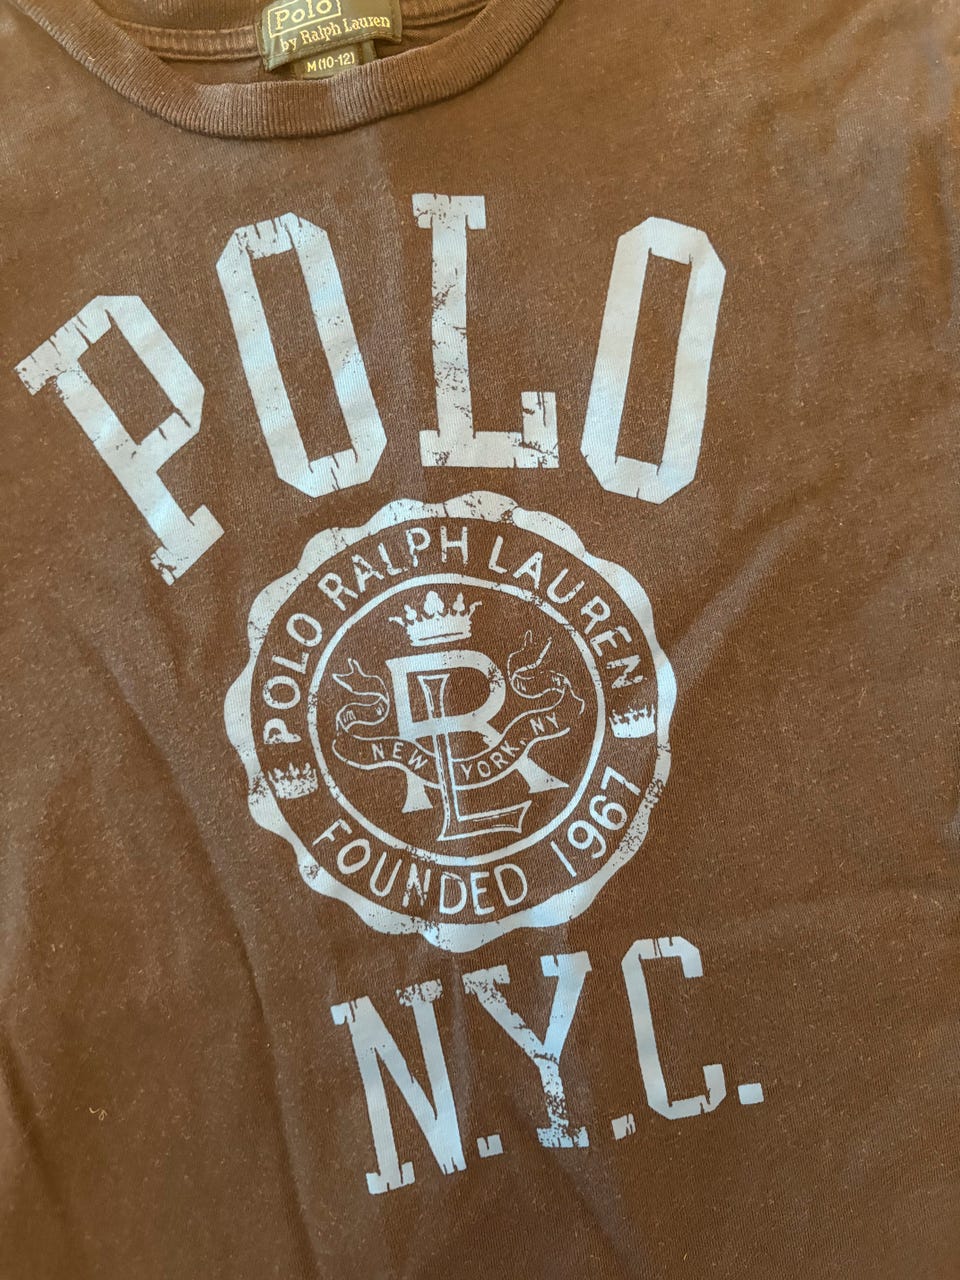 Polo
by Ralph Lauren
M (10-12)
POLO
POLO RALPH LAUREN
RL
NEW YORK, NY
FOUNDED 1967
N.Y.C.